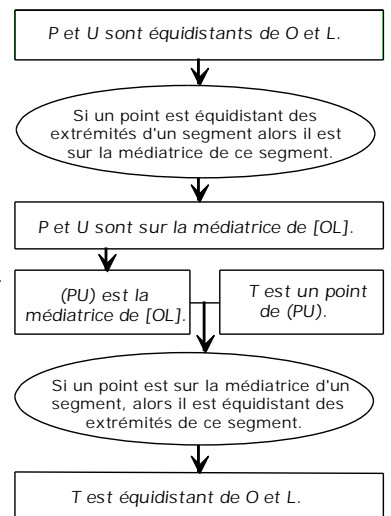 P et U sont équidistants de O et L.
Si un point est équidistant des
extrémités d'un segment alors il est
sur la médiatrice de ce segment.
P et U sont sur la médiatrice de [OL].
(PU) est la
médiatrice de [OL].
T est un point
de (PU).
Si un point est sur la médiatrice d'un
segment, alors il est équidistant des
extrémités de ce segment.
T est équidistant de O et L.